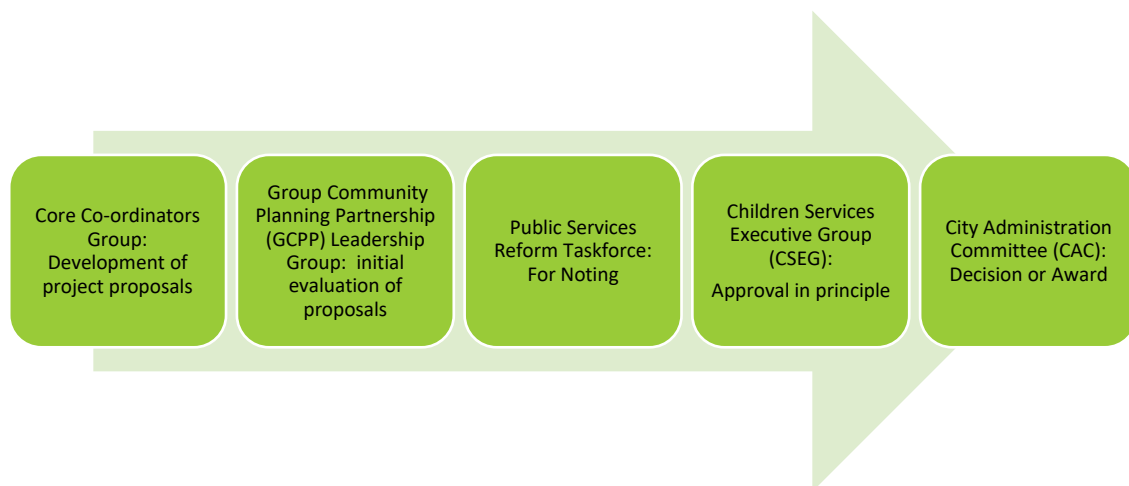 Core Co-ordinators
Group:
Development of
project proposals
Group Community
Planning Partnership
(GCPP) Leadership
Group:  initial
evaluation of
proposals
Public Services
Reform Taskforce:
For Noting
Children Services
Executive Group
(CSEG):
Approval in principle
City Administration
Committee (CAC):
Decision or Award